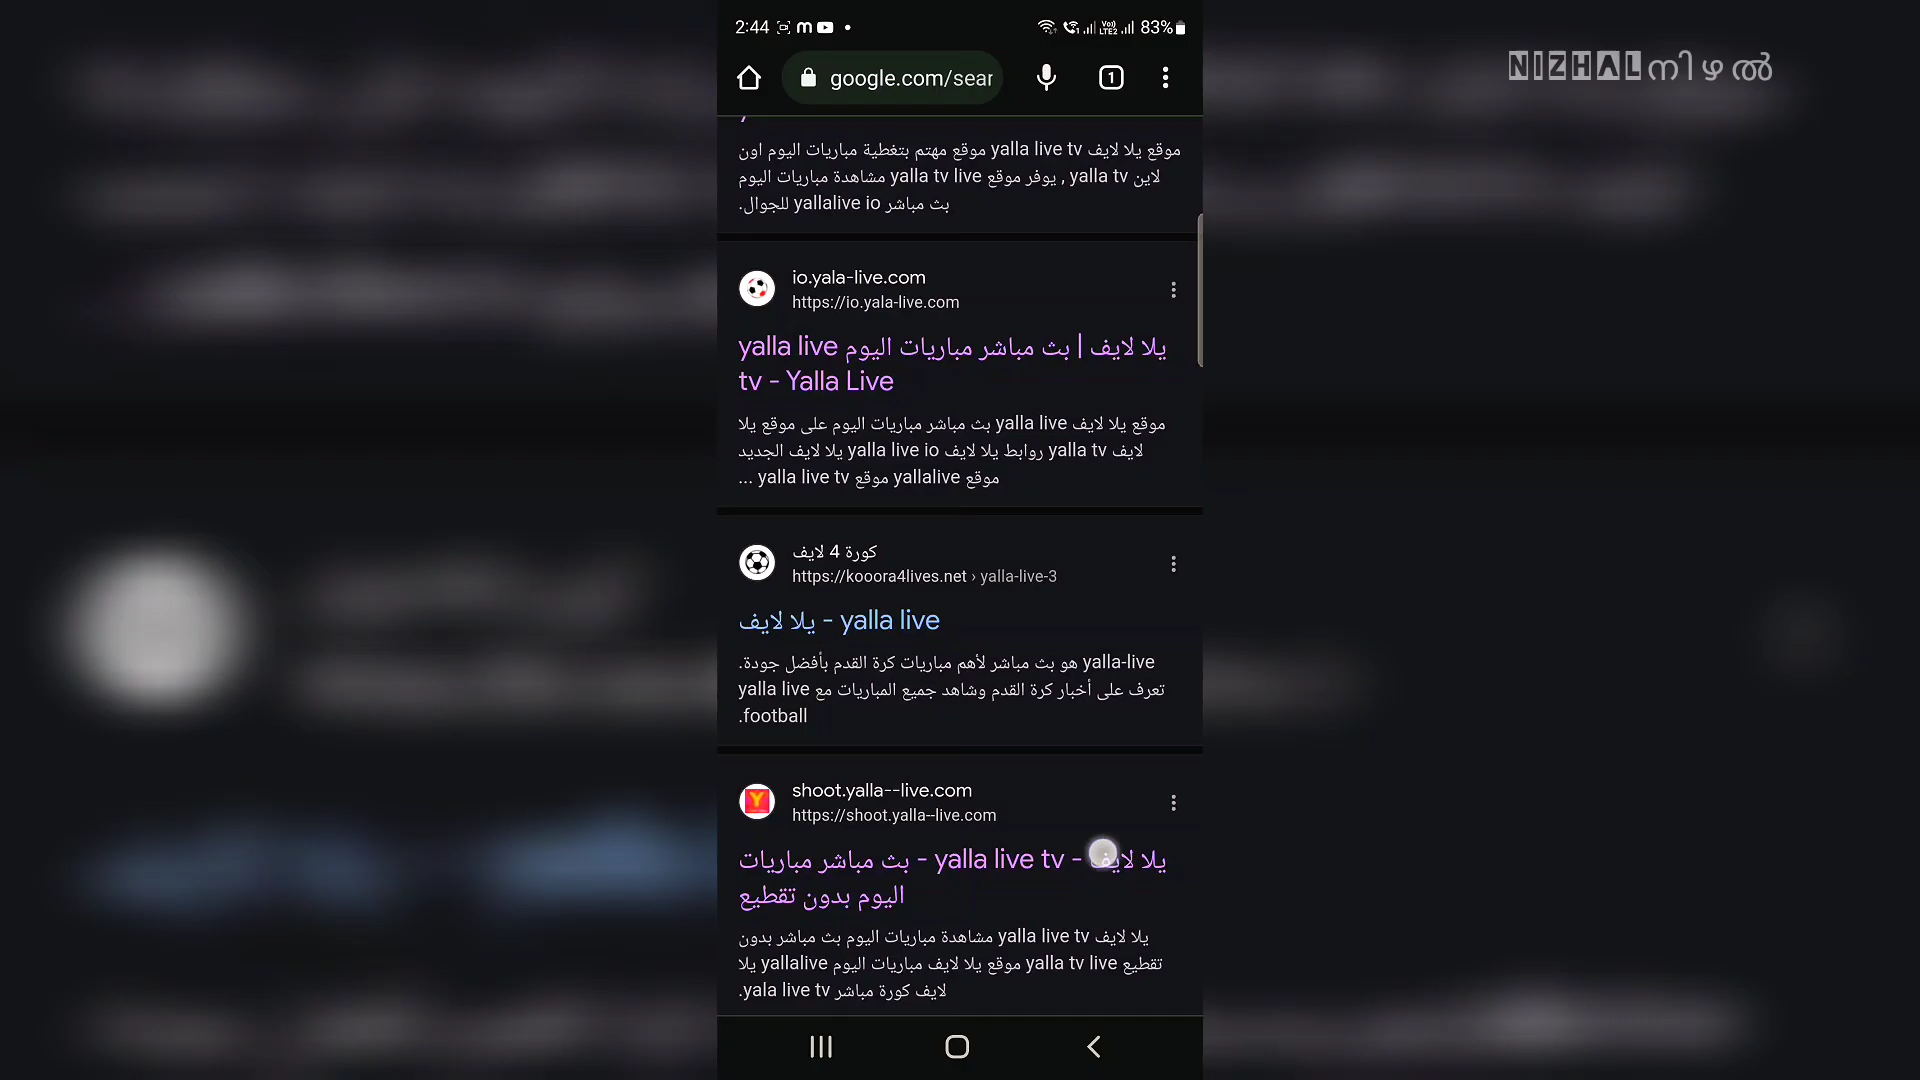 2:44
83%
NIZHALനിഴൽ
google.com/sear
1
موقع يلا لايف yalla live tv موقع مهتم بتغطية مباريات اليوم اون
لاين yalla tv , يوفر موقع yalla tv live مشاهدة مباريات اليوم
بث مباشر yallalive io للجوال.
io.yala-live.com
https://io.yala-live.com
يلا لايف | بث مباشر مباريات اليوم yalla live
tv - Yalla Live
موقع يلا لايف yalla live بث مباشر مباريات اليوم على موقع يلا
لايف yalla tv روابط يلا لايف yalla live io يلا لايف الجديد
موقع yallalive موقع yalla live tv ...
كورة 4 لايف
https://kooora4lives.net › yalla-live-3
يلا لايف - yalla live
yalla-live هو بث مباشر لأهم مباريات كرة القدم بأفضل جودة.
تعرف على أخبار كرة القدم وشاهد جميع المباريات مع yalla live
football.
shoot.yalla--live.com
https://shoot.yalla--live.com
يلا لايف - yalla live tv - بث مباشر مباريات
اليوم بدون تقطيع
يلا لايف yalla live tv مشاهدة مباريات اليوم بث مباشر بدون
تقطيع yalla tv live موقع يلا لايف مباريات اليوم yallalive يلا
لايف كورة مباشر yala live tv.